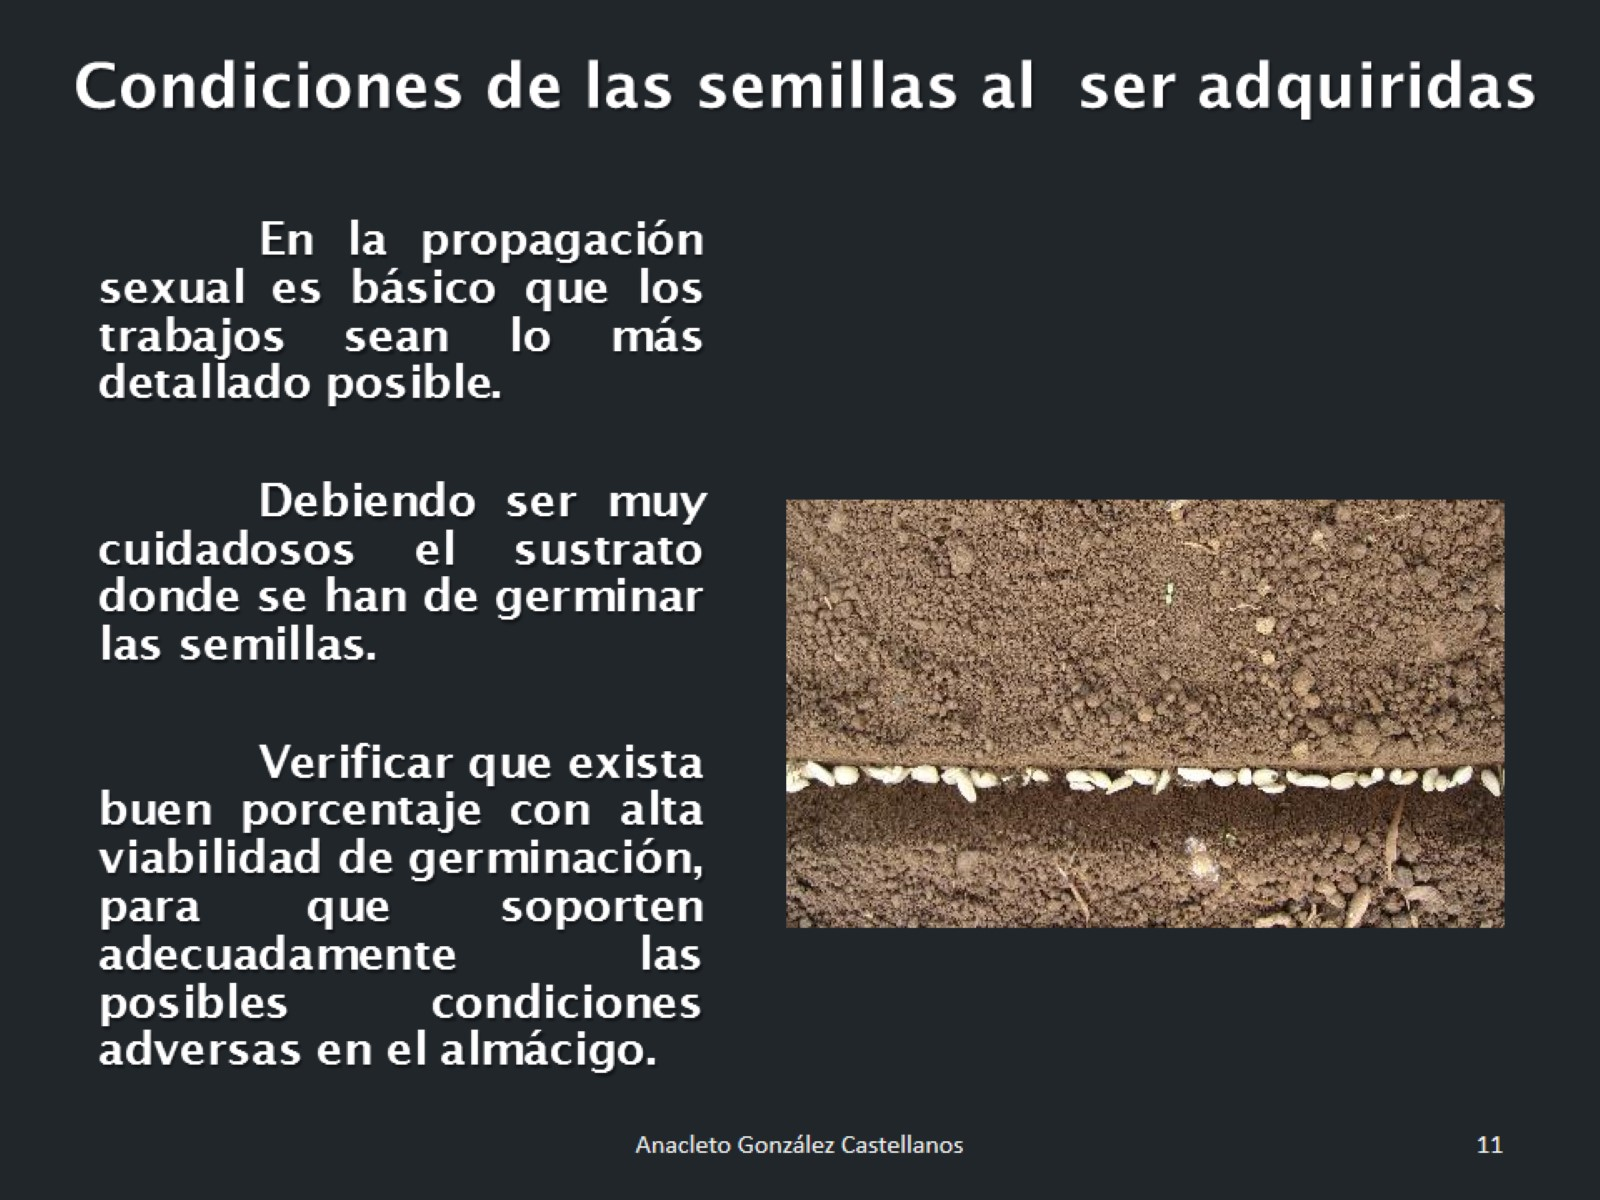 Condiciones de las semillas al ser adquiridas
En la propagación
sexual es básico que los
trabajos sean lo más
detallado posible.
Debiendo ser muy
cuidadosos el sustrato
donde se han de germinar
las semillas.
Verificar que exista
buen porcentaje con alta
viabilidad de germinación,
para que soporten
adecuadamente las
posibles condiciones
adversas en el almácigo.
Anacleto González Castellanos
11